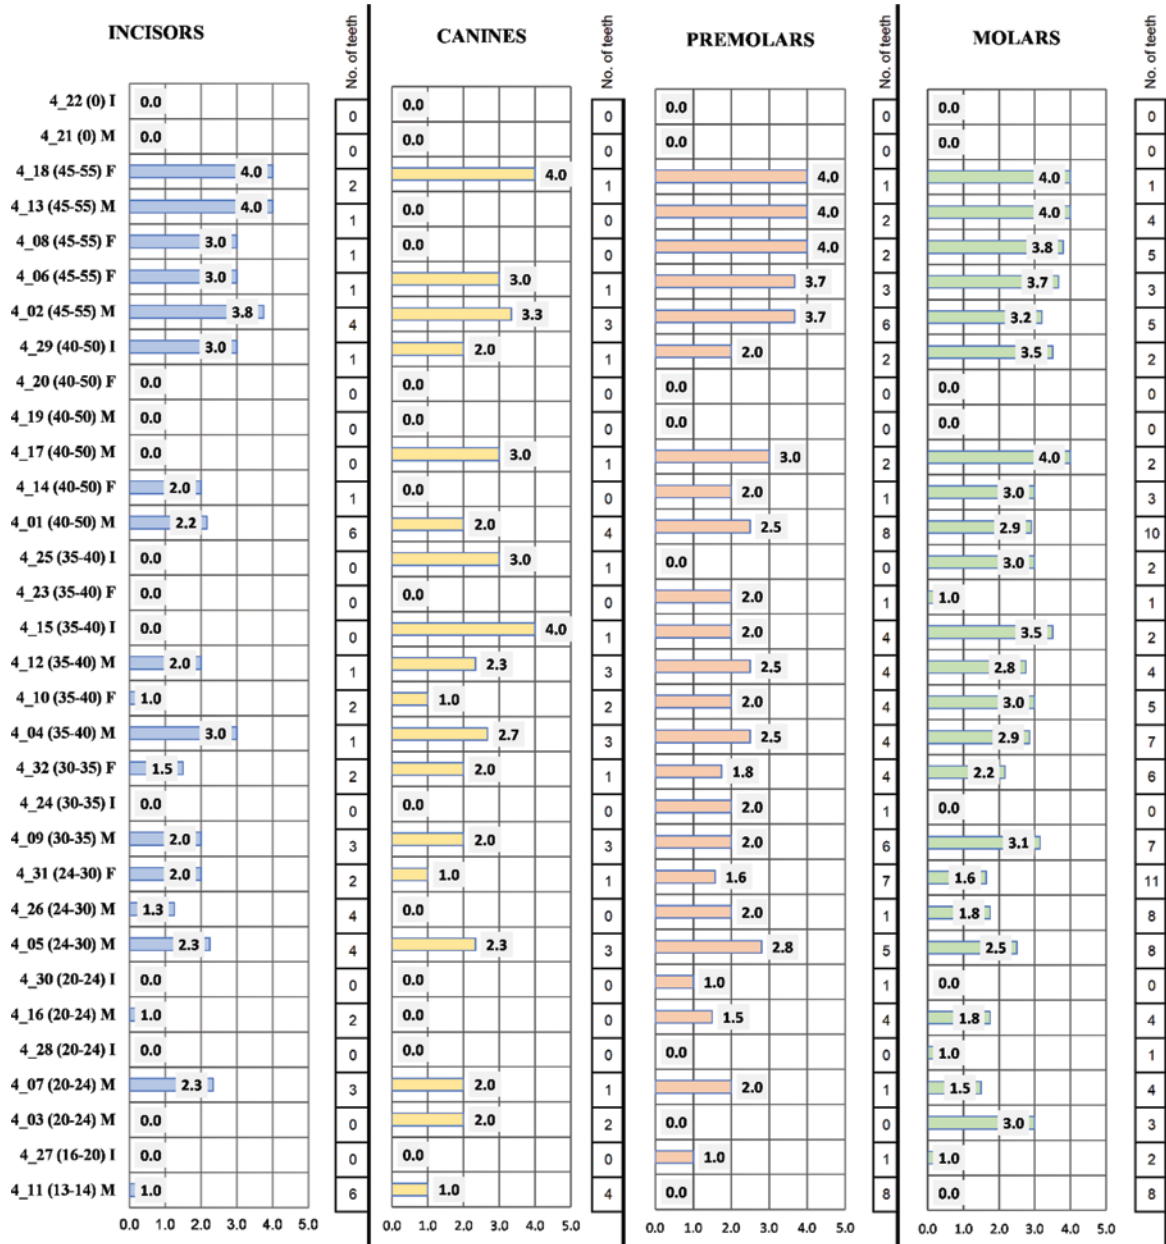 INCISORS No. of teeth CANINES No. of teeth PREMOLARS No. of teeth MOLARS No. of teeth
4_22 (0) I 0.0 0 0.0 0 0.0 0 0.0 0
4_21 (0) M 0.0 0 0.0 0 0.0 0 0.0 0
4_18 (45-55) F 4.0 2 4.0 1 4.0 1 4.0 1
4_13 (45-55) M 4.0 1 0.0 0 4.0 2 4.0 4
4_08 (45-55) F 3.0 1 0.0 0 4.0 2 3.8 5
4_06 (45-55) F 3.0 1 3.0 1 3.7 3 3.7 3
4_02 (45-55) M 3.8 4 3.3 3 3.7 6 3.2 5
4_29 (40-50) I 3.0 1 2.0 1 2.0 2 3.5 2
4_20 (40-50) F 0.0 0 0.0 0 0.0 0 0.0 0
4_19 (40-50) M 0.0 0 0.0 0 0.0 0 0.0 0
4_17 (40-50) M 0.0 0 3.0 1 3.0 2 4.0 2
4_14 (40-50) F 2.0 1 0.0 0 2.0 1 3.0 3
4_01 (40-50) M 2.2 6 2.0 4 2.5 8 2.9 10
4_25 (35-40) I 0.0 0 3.0 1 0.0 0 3.0 2
4_23 (35-40) F 0.0 0 0.0 0 2.0 1 1.0 1
4_15 (35-40) I 0.0 0 4.0 1 2.0 4 3.5 2
4_12 (35-40) M 2.0 1 2.3 3 2.5 4 2.8 4
4_10 (35-40) F 1.0 2 1.0 2 2.0 4 3.0 5
4_04 (35-40) M 3.0 1 2.7 3 2.5 4 2.9 7
4_32 (30-35) F 1.5 2 2.0 1 1.8 4 2.2 6
4_24 (30-35) I 0.0 0 0.0 0 2.0 1 0.0 0
4_09 (30-35) M 2.0 3 2.0 3 2.0 6 3.1 7
4_31 (24-30) F 2.0 2 1.0 1 1.6 7 1.6 11
4_26 (24-30) M 1.3 4 0.0 0 2.0 1 1.8 8
4_05 (24-30) M 2.3 4 2.3 3 2.8 5 2.5 8
4_30 (20-24) I 0.0 0 0.0 0 1.0 1 0.0 0
4_16 (20-24) M 1.0 2 0.0 0 1.5 4 1.8 4
4_28 (20-24) I 0.0 0 0.0 0 0.0 0 1.0 1
4_07 (20-24) M 2.3 3 2.0 1 2.0 1 1.5 4
4_03 (20-24) M 0.0 0 2.0 2 0.0 0 3.0 3
4_27 (16-20) I 0.0 0 0.0 0 1.0 1 1.0 2
4_11 (13-14) M 1.0 6 1.0 4 0.0 8 0.0 8
0.0 1.0 2.0 3.0 4.0 5.0 0.0 1.0 2.0 3.0 4.0 5.0 0.0 1.0 2.0 3.0 4.0 5.0 0.0 1.0 2.0 3.0 4.0 5.0